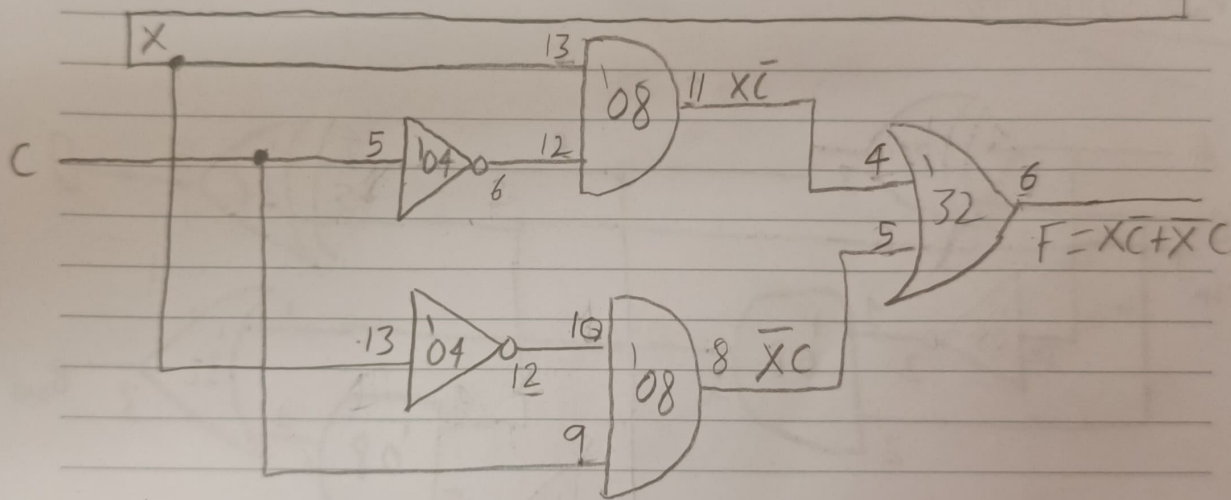 X 13 '08 11 XC̅
C 5 '04 6 12
4 '32 6
5 F=XC̅+X̅C
13 '04 12 10 '08 8 X̅C
9